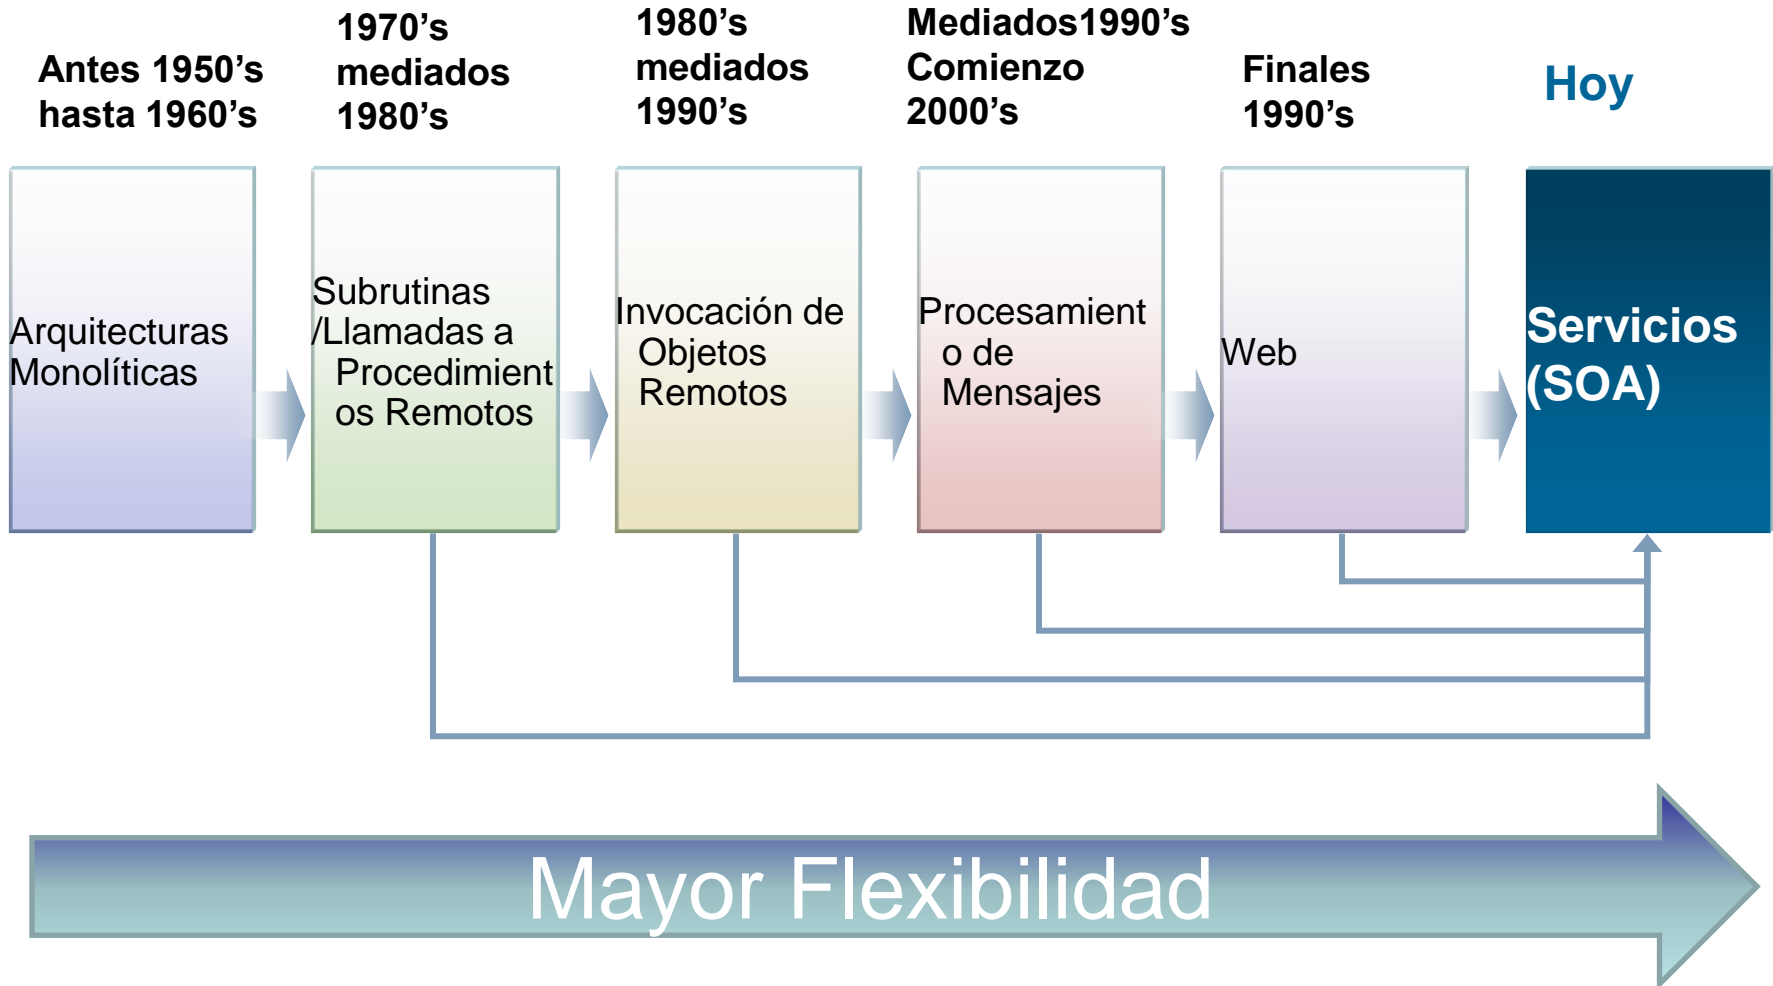 Antes 1950’s
hasta 1960’s
1970’s
mediados
1980’s
1980’s
mediados
1990’s
Mediados1990’s
Comienzo
2000’s
Finales
1990’s
Hoy
Arquitecturas
Monolíticas
Subrutinas
/Llamadas a
Procedimient
os Remotos
Invocación de
Objetos
Remotos
Procesamient
o de
Mensajes
Web
Servicios
(SOA)
Mayor Flexibilidad